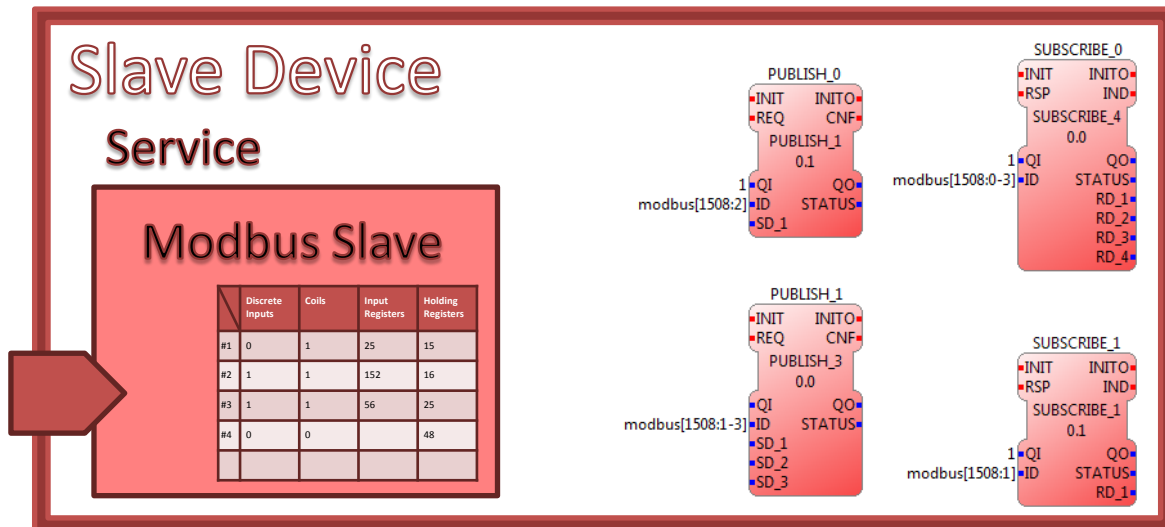 Slave Device
Service
Modbus Slave
Discrete Inputs Coils Input Registers Holding Registers
#1 0 1 25 15
#2 1 1 152 16
#3 1 1 56 25
#4 0 0 48
PUBLISH_0
INIT INITO
REQ CNF
PUBLISH_1
0.1
1 QI QO
modbus[1508:2] ID STATUS
SD_1
SUBSCRIBE_0
INIT INITO
RSP IND
SUBSCRIBE_4
0.0
1 QI QO
modbus[1508:0-3] ID STATUS
RD_1
RD_2
RD_3
RD_4
PUBLISH_1
INIT INITO
REQ CNF
PUBLISH_3
0.0
QI QO
modbus[1508:1-3] ID STATUS
SD_1
SD_2
SD_3
SUBSCRIBE_1
INIT INITO
RSP IND
SUBSCRIBE_1
0.1
1 QI QO
modbus[1508:1] ID STATUS
RD_1